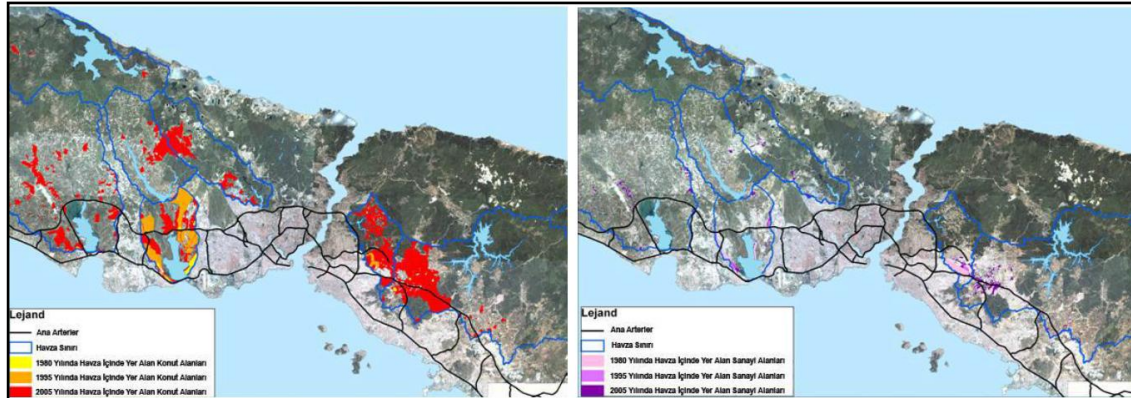 Lejand
Ana Arterler
Havza Sınırı
1980 Yılında Havza İçinde Yer Alan Konut Alanları
1995 Yılında Havza İçinde Yer Alan Konut Alanları
2005 Yılında Havza İçinde Yer Alan Konut Alanları
Lejand
Ana Arterler
Havza Sınırı
1980 Yılında Havza İçinde Yer Alan Sanayi Alanları
1995 Yılında Havza İçinde Yer Alan Sanayi Alanları
2005 Yılında Havza İçinde Yer Alan Sanayi Alanları